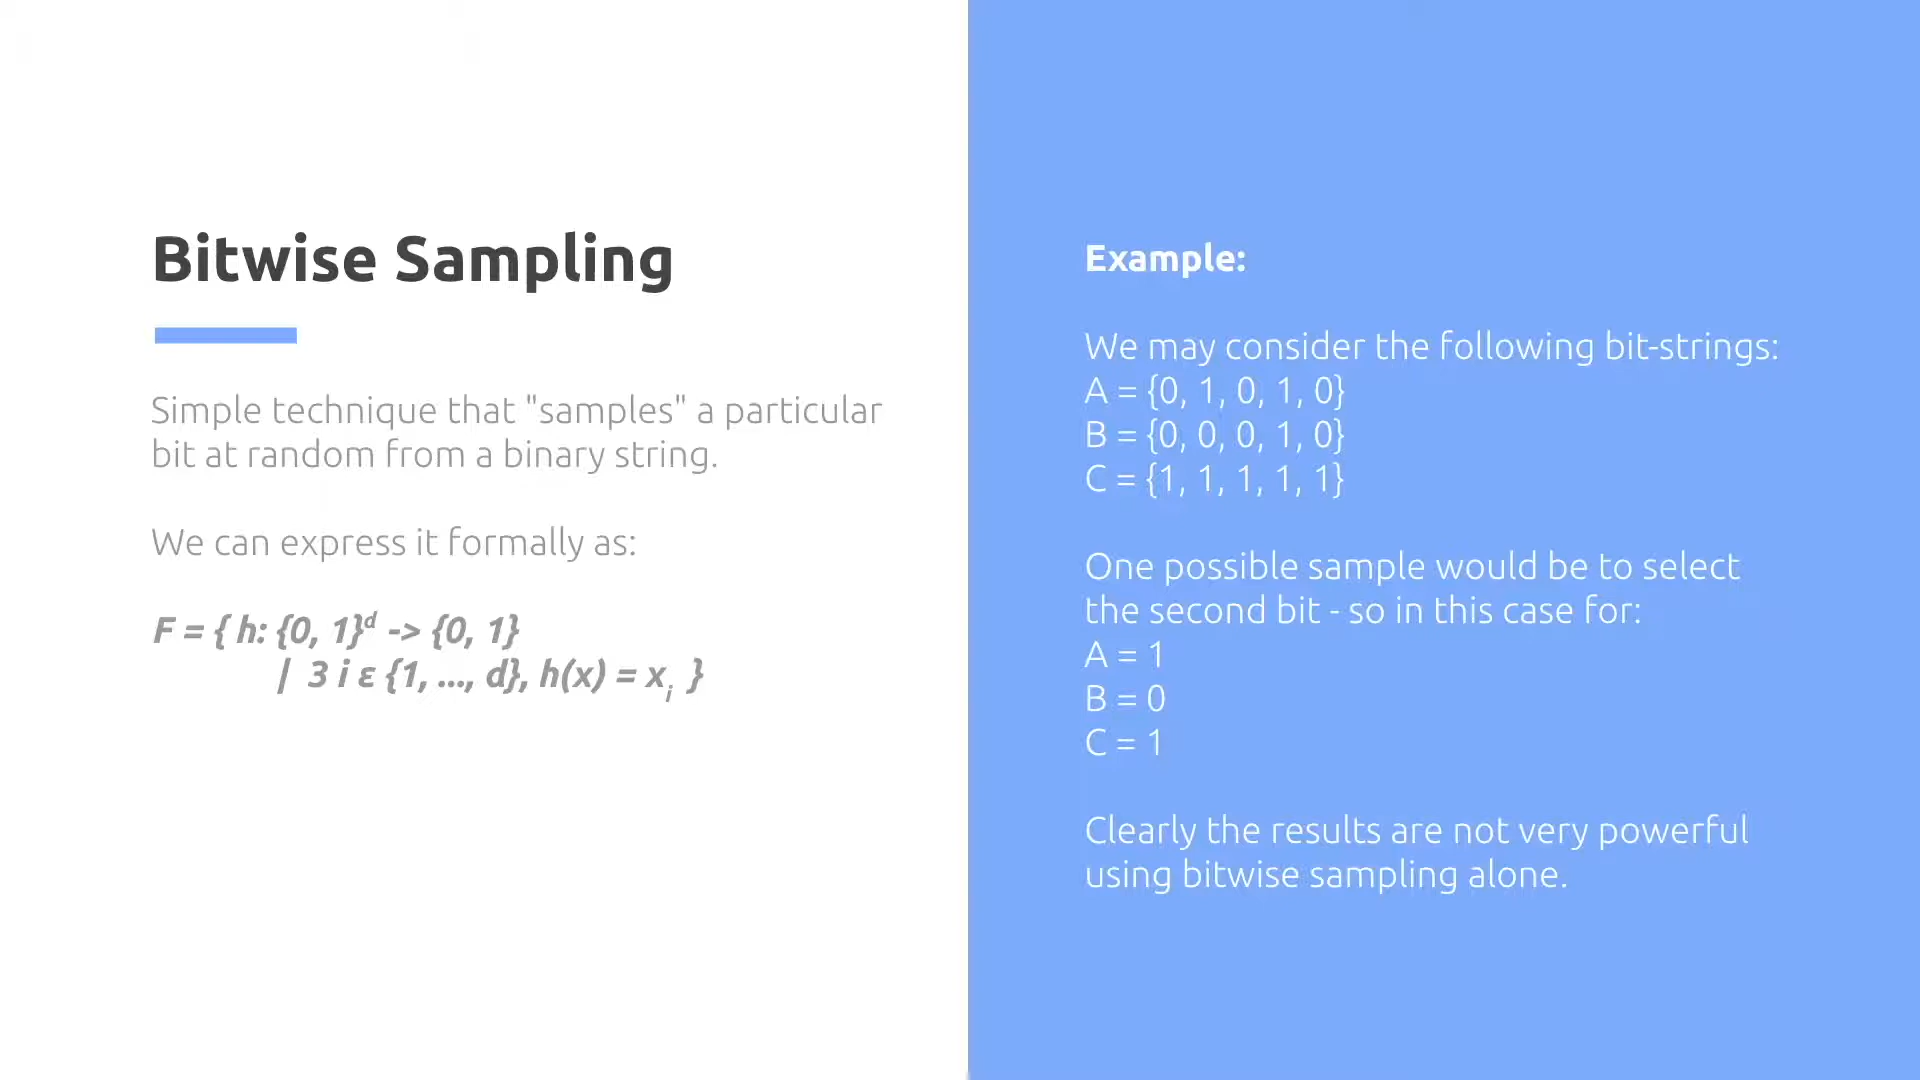 Bitwise Sampling
Simple technique that "samples" a particular
bit at random from a binary string.
We can express it formally as:
F = { h: {0, 1}ᵈ -> {0, 1}
| 3 i ε {1, ..., d}, h(x) = xᵢ }
Example:
We may consider the following bit-strings:
A = {0, 1, 0, 1, 0}
B = {0, 0, 0, 1, 0}
C = {1, 1, 1, 1, 1}
One possible sample would be to select
the second bit - so in this case for:
A = 1
B = 0
C = 1
Clearly the results are not very powerful
using bitwise sampling alone.